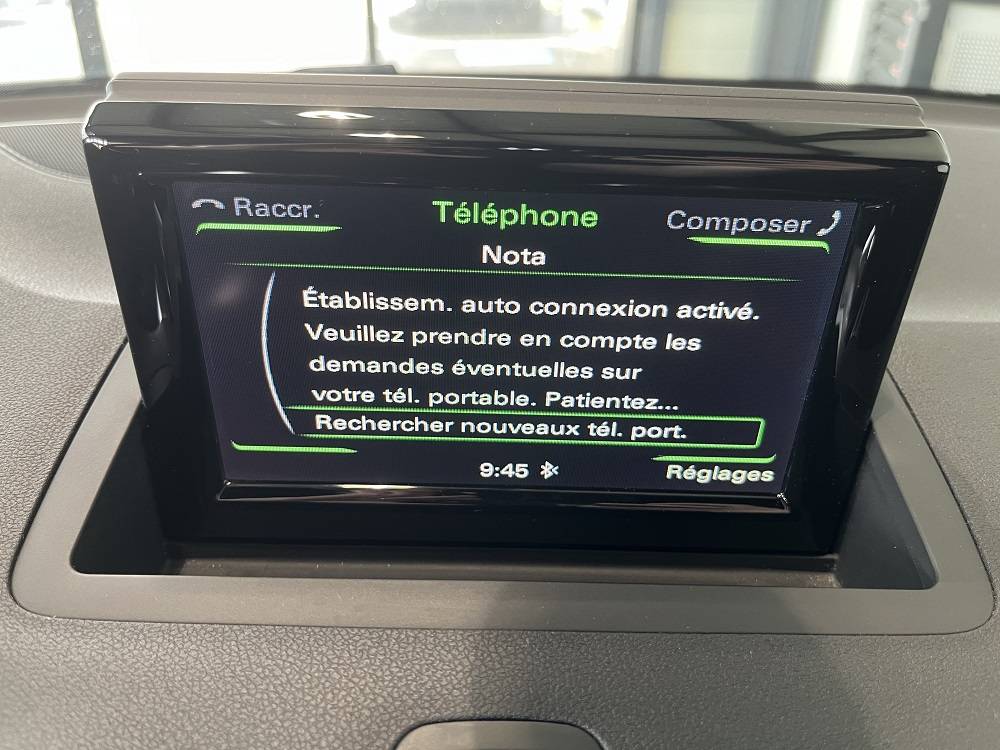 Raccr.
Téléphone
Composer
Nota
Établissem. auto connexion activé.
Veuillez prendre en compte les
demandes éventuelles sur
votre tél. portable. Patientez...
Rechercher nouveaux tél. port.
9:45
Réglages